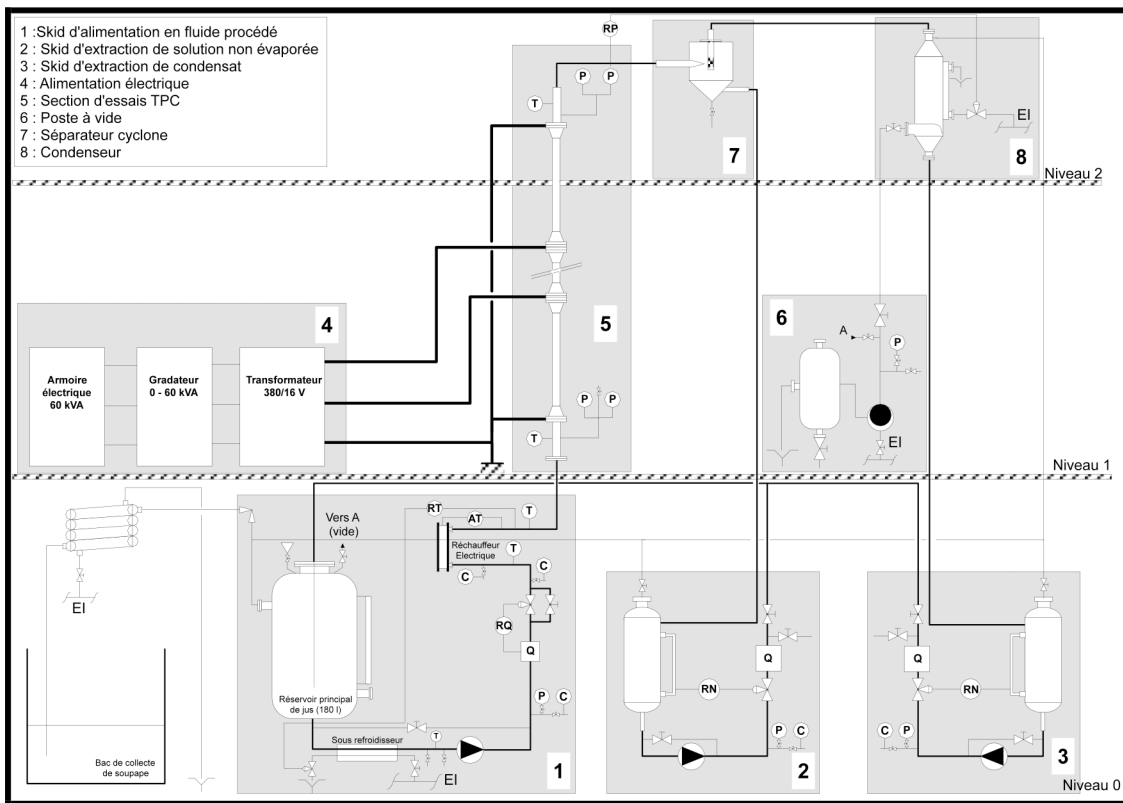 1 :Skid d'alimentation en fluide procédé
2 : Skid d'extraction de solution non évaporée
3 : Skid d'extraction de condensat
4 : Alimentation électrique
5 : Section d'essais TPC
6 : Poste à vide
7 : Séparateur cyclone
8 : Condenseur
RP
P
P
T
7
EI
8
Niveau 2
4
5
6
A
P
Armoire
électrique
60 kVA
Gradateur
0 - 60 kVA
Transformateur
380/16 V
P
P
T
EI
Niveau 1
RT
AT
T
Vers A
(vide)
Réchauffeur
Electrique
T
C
C
EI
RQ
Q
Q
Q
RN
RN
Réservoir principal
de jus (180 l)
P
C
Sous refroidisseur
T
P
C
C
P
Bac de collecte
de soupape
EI
1
2
3
Niveau 0